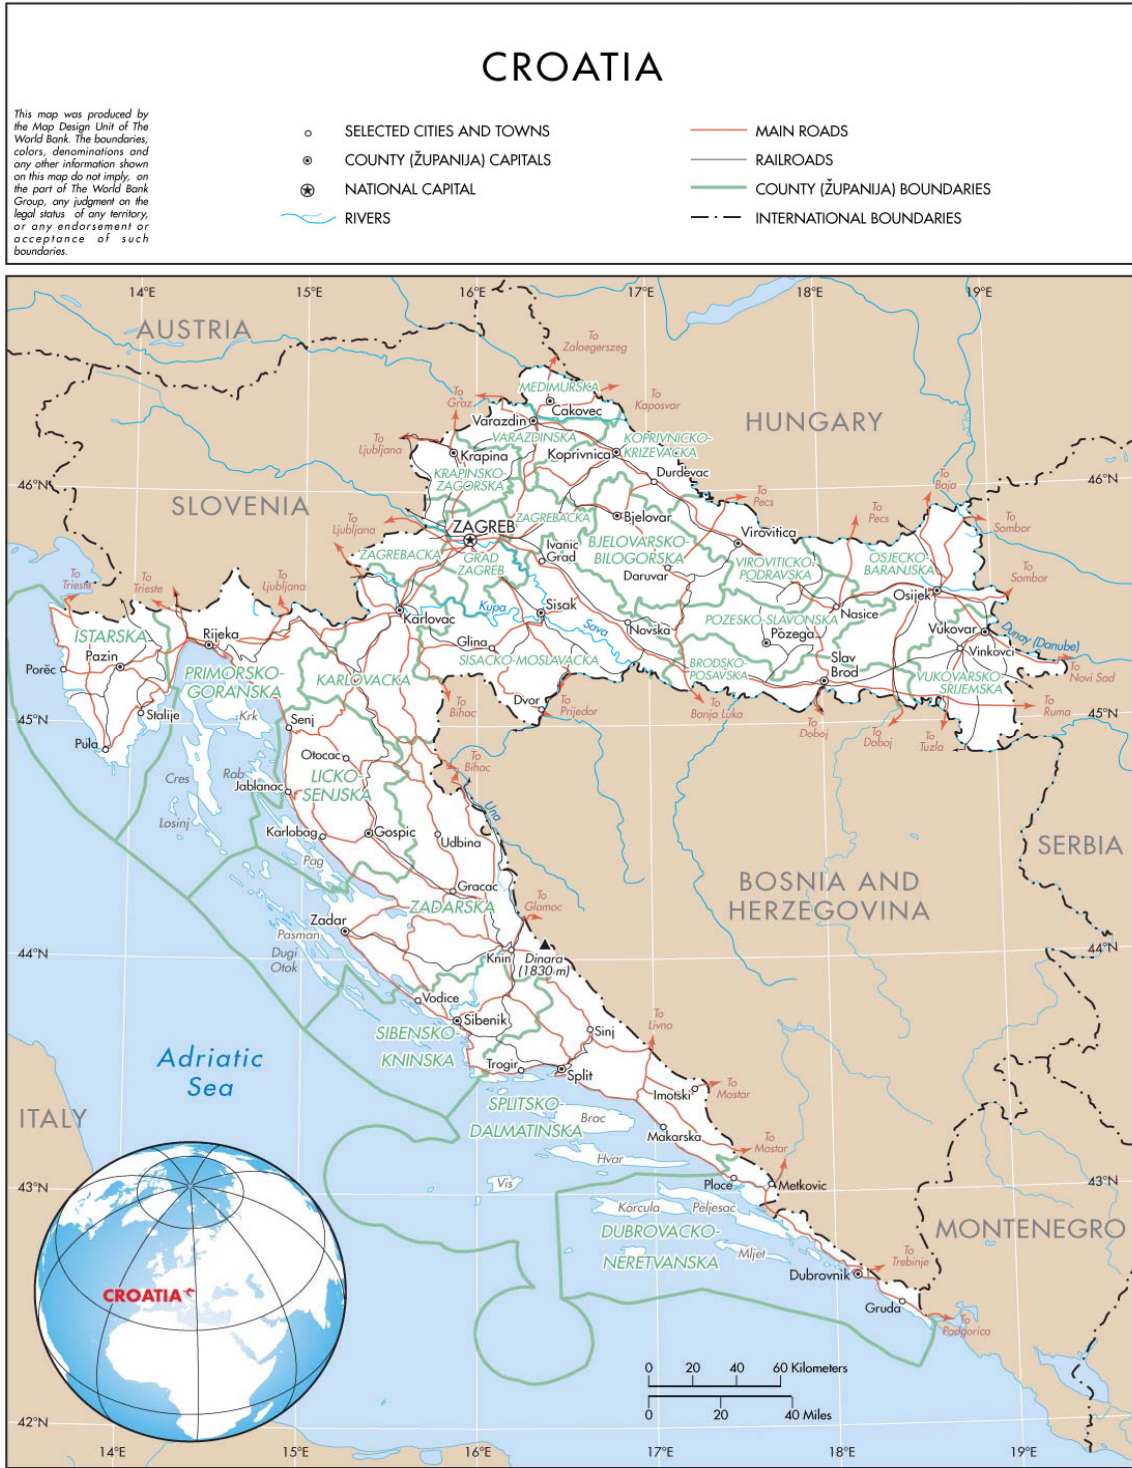 CROATIA
This map was produced by
the Map Design Unit of The
World Bank. The boundaries,
colors, denominations and
any other information shown
on this map do not imply, on
the part of The World Bank
Group, any judgment on the
legal status of any territory,
or any endorsement or
acceptance of such
boundaries.
SELECTED CITIES AND TOWNS
COUNTY (ŽUPANIJA) CAPITALS
NATIONAL CAPITAL
RIVERS
MAIN ROADS
RAILROADS
COUNTY (ŽUPANIJA) BOUNDARIES
INTERNATIONAL BOUNDARIES
14°E
15°E
16°E
17°E
18°E
19°E
AUSTRIA
To
Zalaegerszeg
MEDIMURSKA
Cakovec
To
Graz
To
Kaposvar
HUNGARY
Varazdin
VARAZDINSKA
KOPRIVNICKO-
KRIZEVACKA
To
Ljubljana
Krapina
Koprivnica
KRAPINSKO-
ZAGORSKA
Durdevac
46°N
46°N
To
Baja
To
Pecs
SLOVENIA
To
Ljubljana
ZAGREB
ZAGREBACKA
Bjelovar
To
Pecs
To
Sombor
Virovitica
ZAGREBACKA
GRAD
ZAGREB
Ivanic
Grad
BJELOVARSKO-
BILOGORSKA
Daruvar
VIROVITICKO-
PODRAVSKA
OSJECKO-
BARANJSKA
To
Sombor
To
Trieste
To
Trieste
To
Ljubljana
Karlovac
Kupa
Sisak
Osijek
Nasice
ISTARSKA
Rijeka
Glina
Sava
Novska
POZESKO-SLAVONSKA
Pözega
Vukovar
Dunav (Danube)
Pazin
Porěc
PRIMORSKO-
GORANSKA
KARLOVACKA
SISACKO-MOSLAVACKA
BRODSKO-
POSAVSKA
Slav
Brod
Vinkovci
VUKOVARSKO-
SRIJEMSKA
To
Novi Sad
Stalije
Krk
Senj
To
Bihac
Dvor
To
Prijedor
To
Banja Luka
To
Doboj
To
Doboj
To
Tuzla
To
Ruma
45°N
45°N
Pula
Otocac
To
Bihac
Cres
Rab
Jablanac
LICKO-
SENJSKA
Losinj
Una
Karlobag
Gospic
Udbina
SERBIA
Pag
Gracac
BOSNIA AND
HERZEGOVINA
ZADARSKA
To
Glamoc
Zadar
Pasman
Dugi
Otok
Knin
Dinara
(1830 m)
44°N
44°N
Vodice
Sibenik
SIBENSKO-
KNINSKA
Sinj
To
Livno
Adriatic
Sea
Trogir
Split
Imotski
To
Mostar
ITALY
SPLITSKO-
DALMATINSKA
Brac
Makarska
To
Mostar
Hvar
43°N
43°N
Vis
Ploce
Metkovic
Korcula
Peljesac
MONTENEGRO
DUBROVACKO-
NERETVANSKA
Mljet
To
Trebinje
Dubrovnik
CROATIA
Gruda
To
Podgorica
0 20 40 60 Kilometers
0 20 40 Miles
42°N
42°N
14°E
15°E
16°E
17°E
18°E
19°E